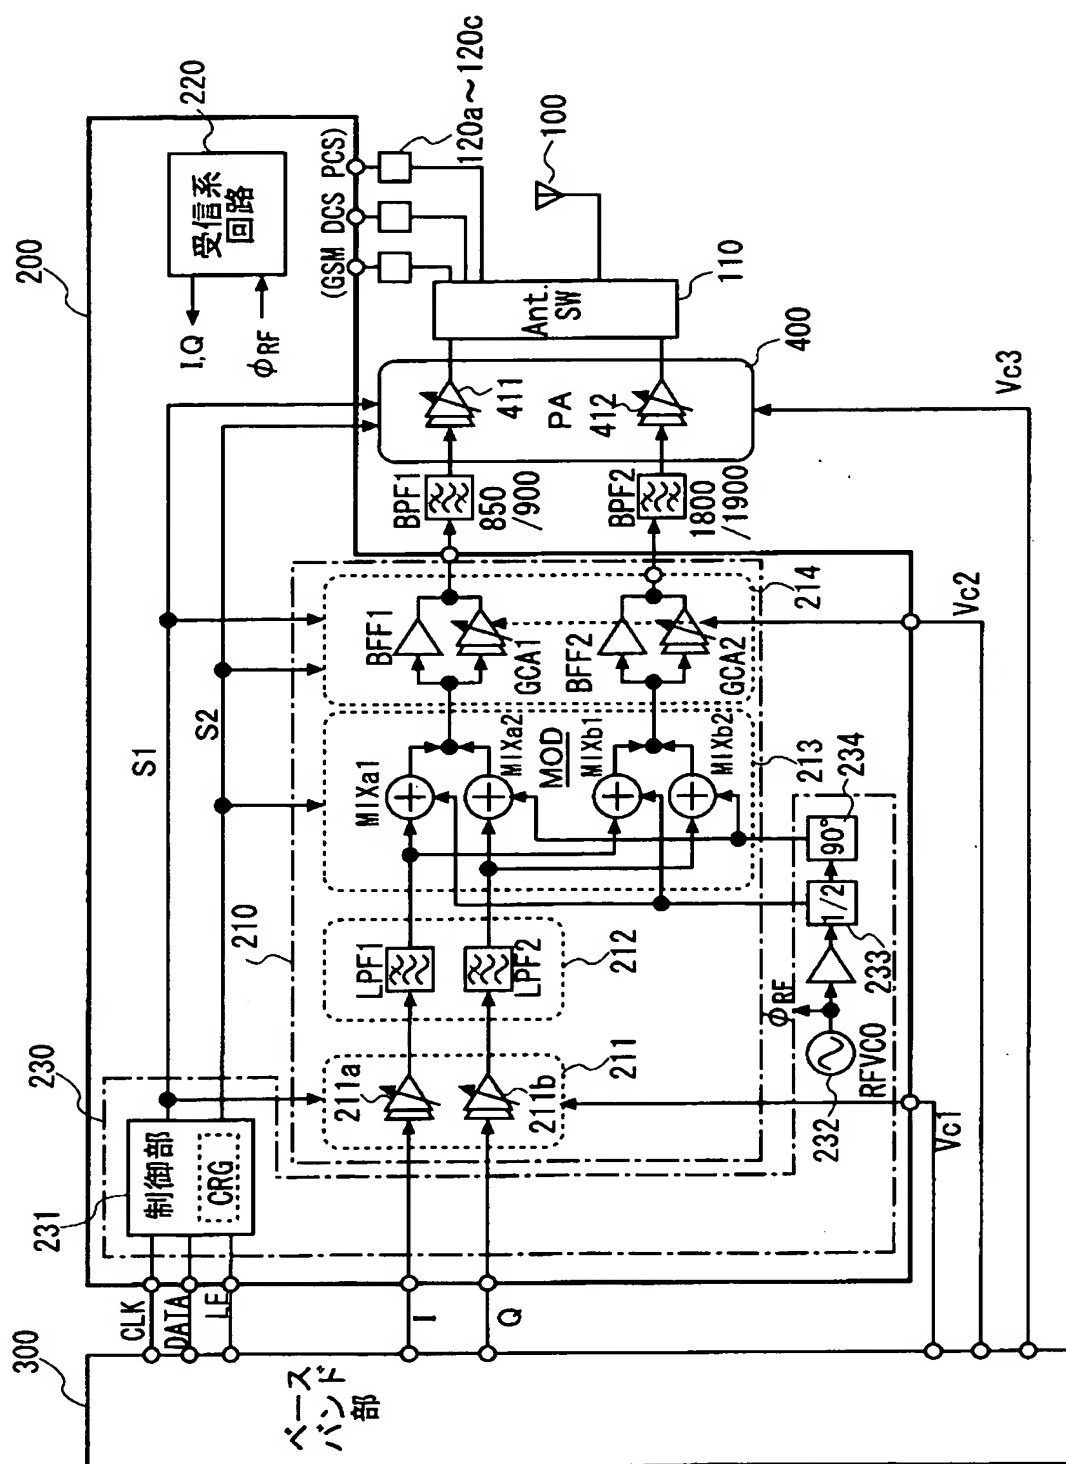 300
ベース
バンド
部
CLK
DATA
LE
I
Q
200
230
231
制御部
CRG
S1
S2
210
211a
211b
211
LPF1
LPF2
212
MIXa1
MIXa2
MOD
MIXb1
MIXb2
213
BFF1
GCA1
BFF2
GCA2
214
232
RFVCO
φRF
233
1/2
90°
234
Vc1
Vc2
Vc3
BPF1
850
/900
BPF2
1800
/1900
411
PA
412
400
Ant.
SW
110
100
(GSM DCS PCS)
120a～120c
220
受信系
回路
I,Q
φRF